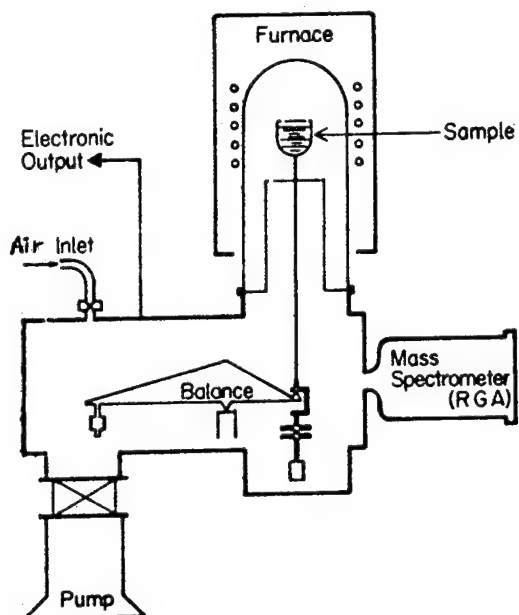 Furnace
Sample
Electronic
Output
Air Inlet
Balance
Mass
Spectrometer
(RGA)
Pump